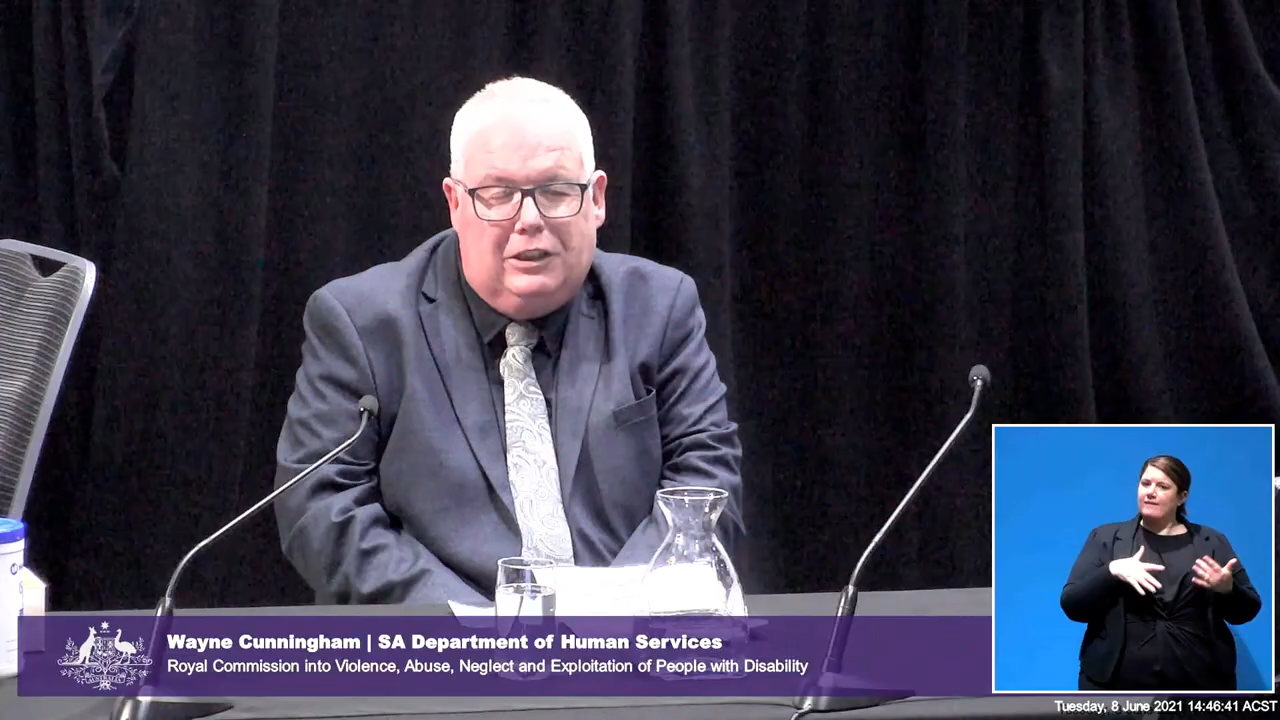 Wayne Cunningham | SA Department of Human Services
Royal Commission into Violence, Abuse, Neglect and Exploitation of People with Disability
AUSTRALIA
Tuesday, 8 June 2021 14:46:41 ACST